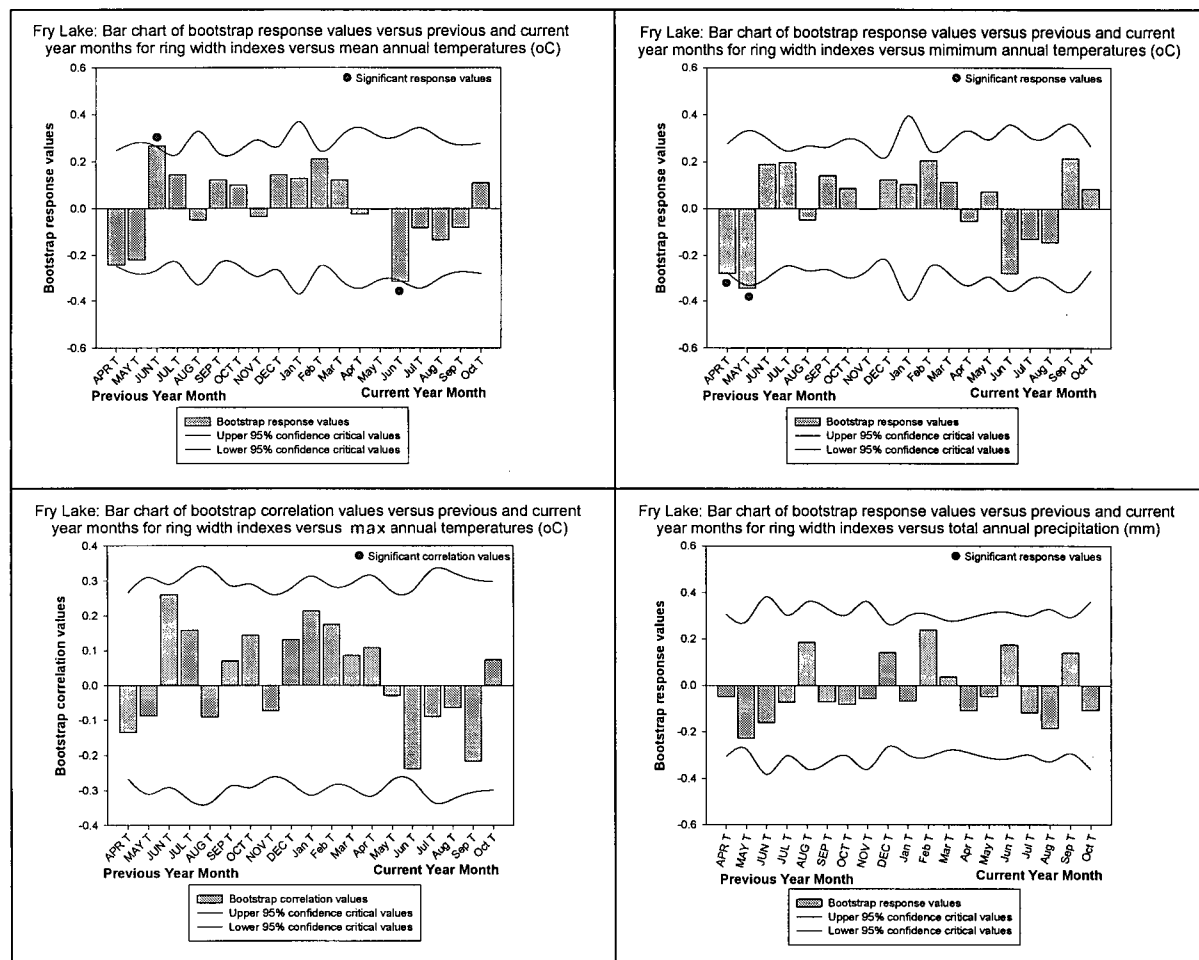 Fry Lake: Bar chart of bootstrap response values versus previous and current
year months for ring width indexes versus mean annual temperatures (oC)
Significant response values
Bootstrap response values
0.6
0.4
0.2
0.0
-0.2
-0.4
-0.6
APR T
MAY T
JUN T
JUL T
AUG T
SEP T
OCT T
NOV T
DEC T
Jan T
Feb T
Mar T
Apr T
May T
Jun T
Jul T
Aug T
Sep T
Oct T
Previous Year Month
Current Year Month
Bootstrap response values
Upper 95% confidence critical values
Lower 95% confidence critical values
Fry Lake: Bar chart of bootstrap response values versus previous and current
year months for ring width indexes versus mimimum annual temperatures (oC)
Significant response values
Bootstrap response values
0.6
0.4
0.2
0.0
-0.2
-0.4
-0.6
APR T
MAY T
JUN T
JUL T
AUG T
SEP T
OCT T
NOV T
DEC T
Jan T
Feb T
Mar T
Apr T
May T
Jun T
Jul T
Aug T
Sep T
Oct T
Previous Year Month
Current Year Month
Bootstrap response values
Upper 95% confidence critical values
Lower 95% confidence critical values
Fry Lake: Bar chart of bootstrap correlation values versus previous and current
year months for ring width indexes versus max annual temperatures (oC)
Significant correlation values
Bootstrap correlation values
0.4
0.3
0.2
0.1
0.0
-0.1
-0.2
-0.3
-0.4
APR T
MAY T
JUN T
JUL T
AUG T
SEP T
OCT T
NOV T
DEC T
Jan T
Feb T
Mar T
Apr T
May T
Jun T
Jul T
Aug T
Sep T
Oct T
Previous Year Month
Current Year Month
Bootstrap correlation values
Upper 95% confidence critical values
Lower 95% confidence critical values
Fry Lake: Bar chart of bootstrap response values versus previous and current
year months for ring width indexes versus total annual precipitation (mm)
Significant response values
Bootstrap response values
0.6
0.4
0.2
0.0
-0.2
-0.4
-0.6
APR T
MAY T
JUN T
JUL T
AUG T
SEP T
OCT T
NOV T
DEC T
Jan T
Feb T
Mar T
Apr T
May T
Jun T
Jul T
Aug T
Sep T
Oct T
Previous Year Month
Current Year Month
Bootstrap response values
Upper 95% confidence critical values
Lower 95% confidence critical values